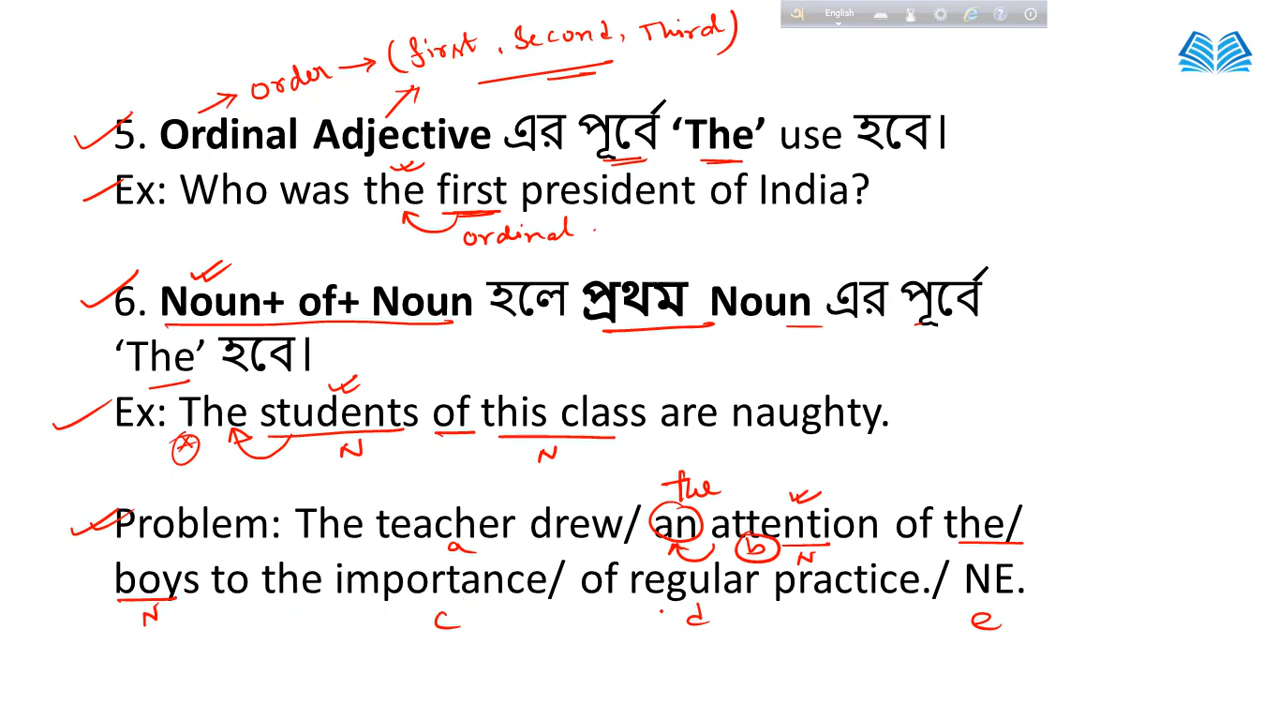 English
order → (first, second, Third)
5. Ordinal Adjective এর পূর্বে ‘The’ use হবে।
Ex: Who was the first president of India?
ordinal
6. Noun+ of+ Noun হলে প্রথম Noun এর পূর্বে
‘The’ হবে।
Ex: The students of this class are naughty.
N N
the
Problem: The teacher drew/ an attention of the/
a b N
boys to the importance/ of regular practice./ NE.
N c d e